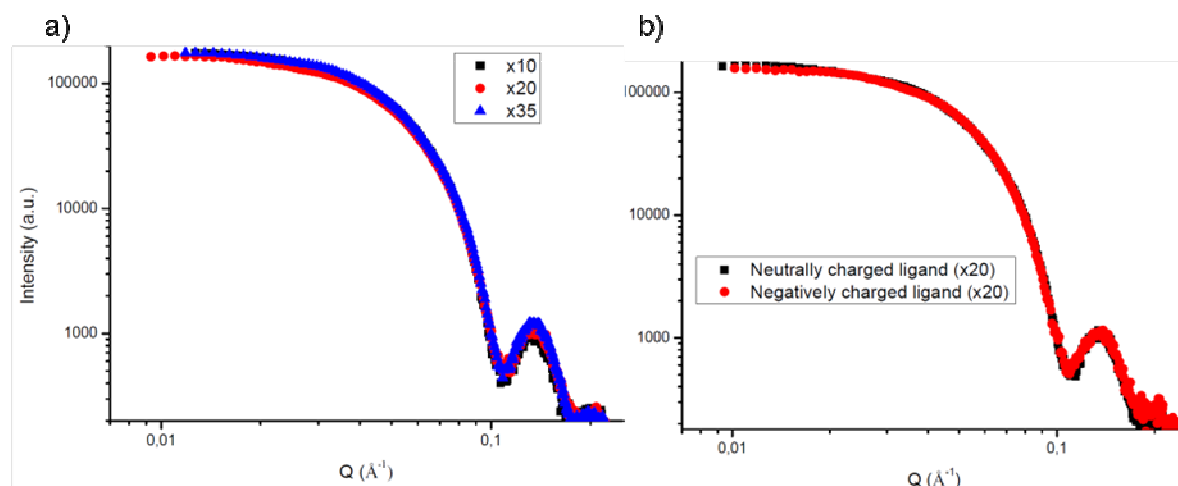 a)
x10
x20
x35
100000
10000
1000
Intensity (a.u.)
0,01
0,1
Q (Å⁻¹)
b)
100000
10000
1000
Neutrally charged ligand (x20)
Negatively charged ligand (x20)
0,01
0,1
Q (Å⁻¹)